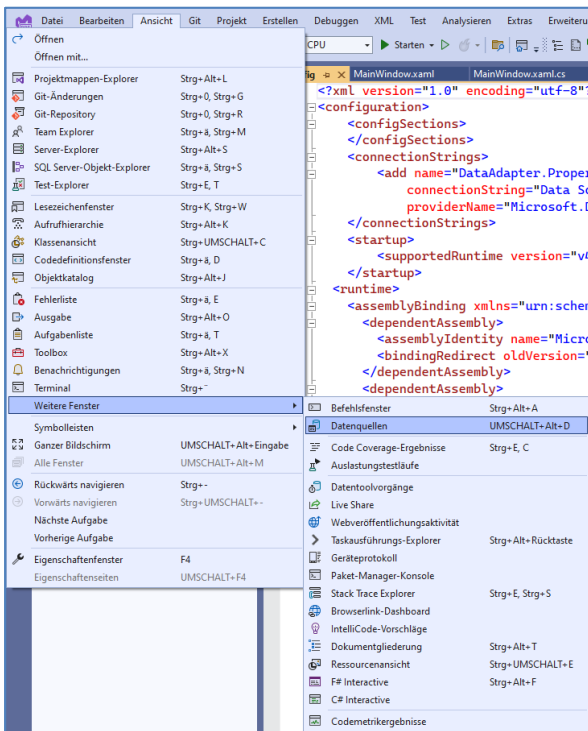 Datei Bearbeiten Ansicht Git Projekt Erstellen Debuggen XML Test Analysieren Extras Erweiteru
CPU Starten
Öffnen
Öffnen mit...
Projektmappen-Explorer Strg+Alt+L
Git-Änderungen Strg+0, Strg+G
Git-Repository Strg+0, Strg+R
Team Explorer Strg+ä, Strg+M
Server-Explorer Strg+Alt+S
SQL Server-Objekt-Explorer Strg+ä, Strg+S
Test-Explorer Strg+E, T
Lesezeichenfenster Strg+K, Strg+W
Aufrufhierarchie Strg+Alt+K
Klassenansicht Strg+UMSCHALT+C
Codedefinitionsfenster Strg+ä, D
Objektkatalog Strg+Alt+J
Fehlerliste Strg+ä, E
Ausgabe Strg+Alt+O
Aufgabenliste Strg+ä, T
Toolbox Strg+Alt+X
Benachrichtigungen Strg+ä, Strg+N
Terminal Strg+¨
Weitere Fenster
Symbolleisten
Ganzer Bildschirm UMSCHALT+Alt+Eingabe
Alle Fenster UMSCHALT+Alt+M
Rückwärts navigieren Strg+-
Vorwärts navigieren Strg+UMSCHALT+-
Nächste Aufgabe
Vorherige Aufgabe
Eigenschaftenfenster F4
Eigenschaftenseiten UMSCHALT+F4
fig MainWindow.xaml MainWindow.xaml.cs
<?xml version="1.0" encoding="utf-8"?
<configuration>
<configSections>
</configSections>
<connectionStrings>
<add name="DataAdapter.Proper
connectionString="Data So
providerName="Microsoft.D
</connectionStrings>
<startup>
<supportedRuntime version="v4
</startup>
<runtime>
<assemblyBinding xmlns="urn:schem
<dependentAssembly>
<assemblyIdentity name="Micro
<bindingRedirect oldVersion="
</dependentAssembly>
<dependentAssembly>
Befehlsfenster Strg+Alt+A
Datenquellen UMSCHALT+Alt+D
Code Coverage-Ergebnisse Strg+E, C
Auslastungstestläufe
Datentoolvorgänge
Live Share
Webveröffentlichungsaktivität
Taskausführungs-Explorer Strg+Alt+Rücktaste
Geräteprotokoll
Paket-Manager-Konsole
Stack Trace Explorer Strg+E, Strg+S
Browserlink-Dashboard
IntelliCode-Vorschläge
Dokumentgliederung Strg+Alt+T
Ressourcenansicht Strg+UMSCHALT+E
F# Interactive Strg+Alt+F
C# Interactive
Codemetrikergebnisse